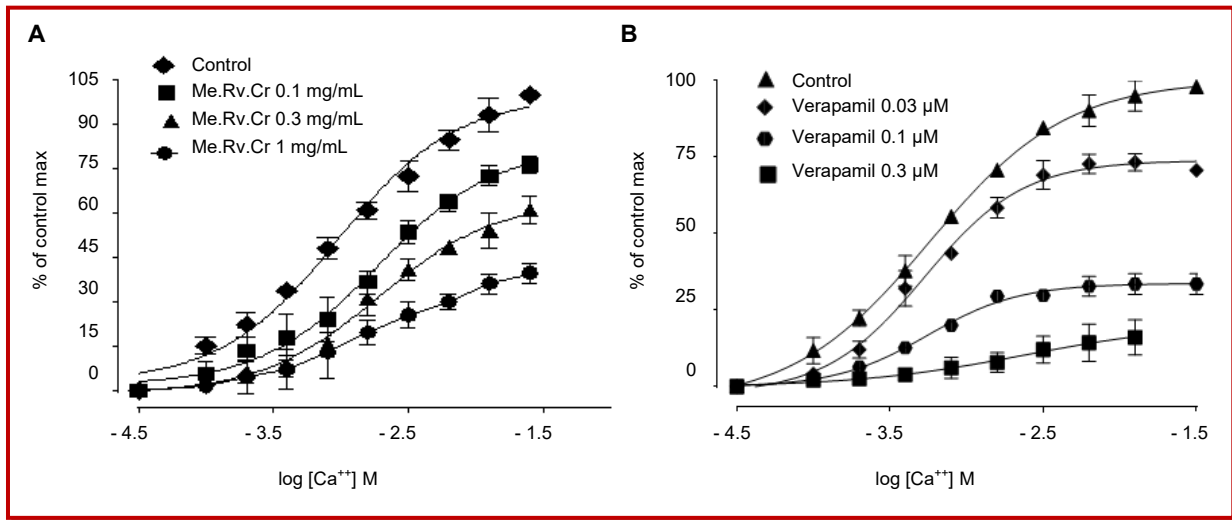 A
Control
Me.Rv.Cr 0.1 mg/mL
Me.Rv.Cr 0.3 mg/mL
Me.Rv.Cr 1 mg/mL
% of control max
105
90
75
60
45
30
15
0
- 4.5 - 3.5 - 2.5 - 1.5
log [Ca⁺⁺] M
B
Control
Verapamil 0.03 µM
Verapamil 0.1 µM
Verapamil 0.3 µM
% of control max
100
75
50
25
0
- 4.5 - 3.5 - 2.5 - 1.5
log [Ca⁺⁺] M